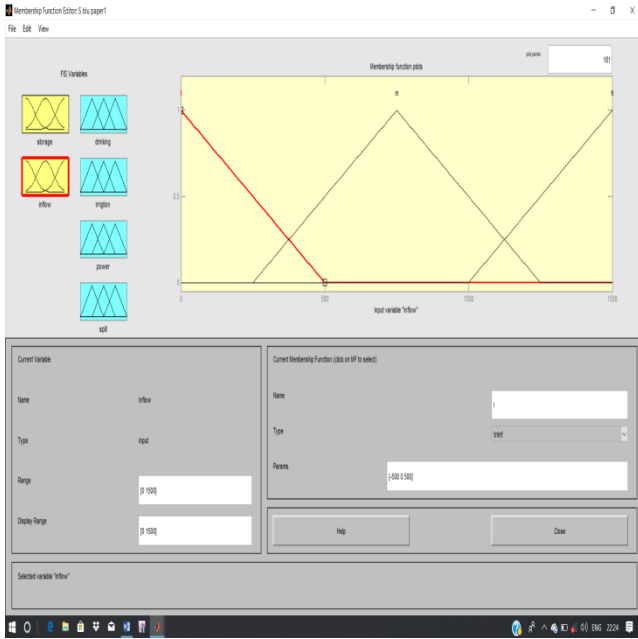 Membership Function Editor: S blu paper1
File Edit View
FIS Variables
storage
drinking
inflow
irrigtion
power
spill
Membership function plots
plot points:
181
l
m
h
1
0.5
0
0
500
1000
1500
input variable "inflow"
Current Variable
Name
inflow
Type
input
Range
[0 1500]
Display Range
[0 1500]
Current Membership Function (click on MF to select)
Name
l
Type
trimf
Params
[-500 0 500]
Help
Close
Selected variable "inflow"
ENG 22:24